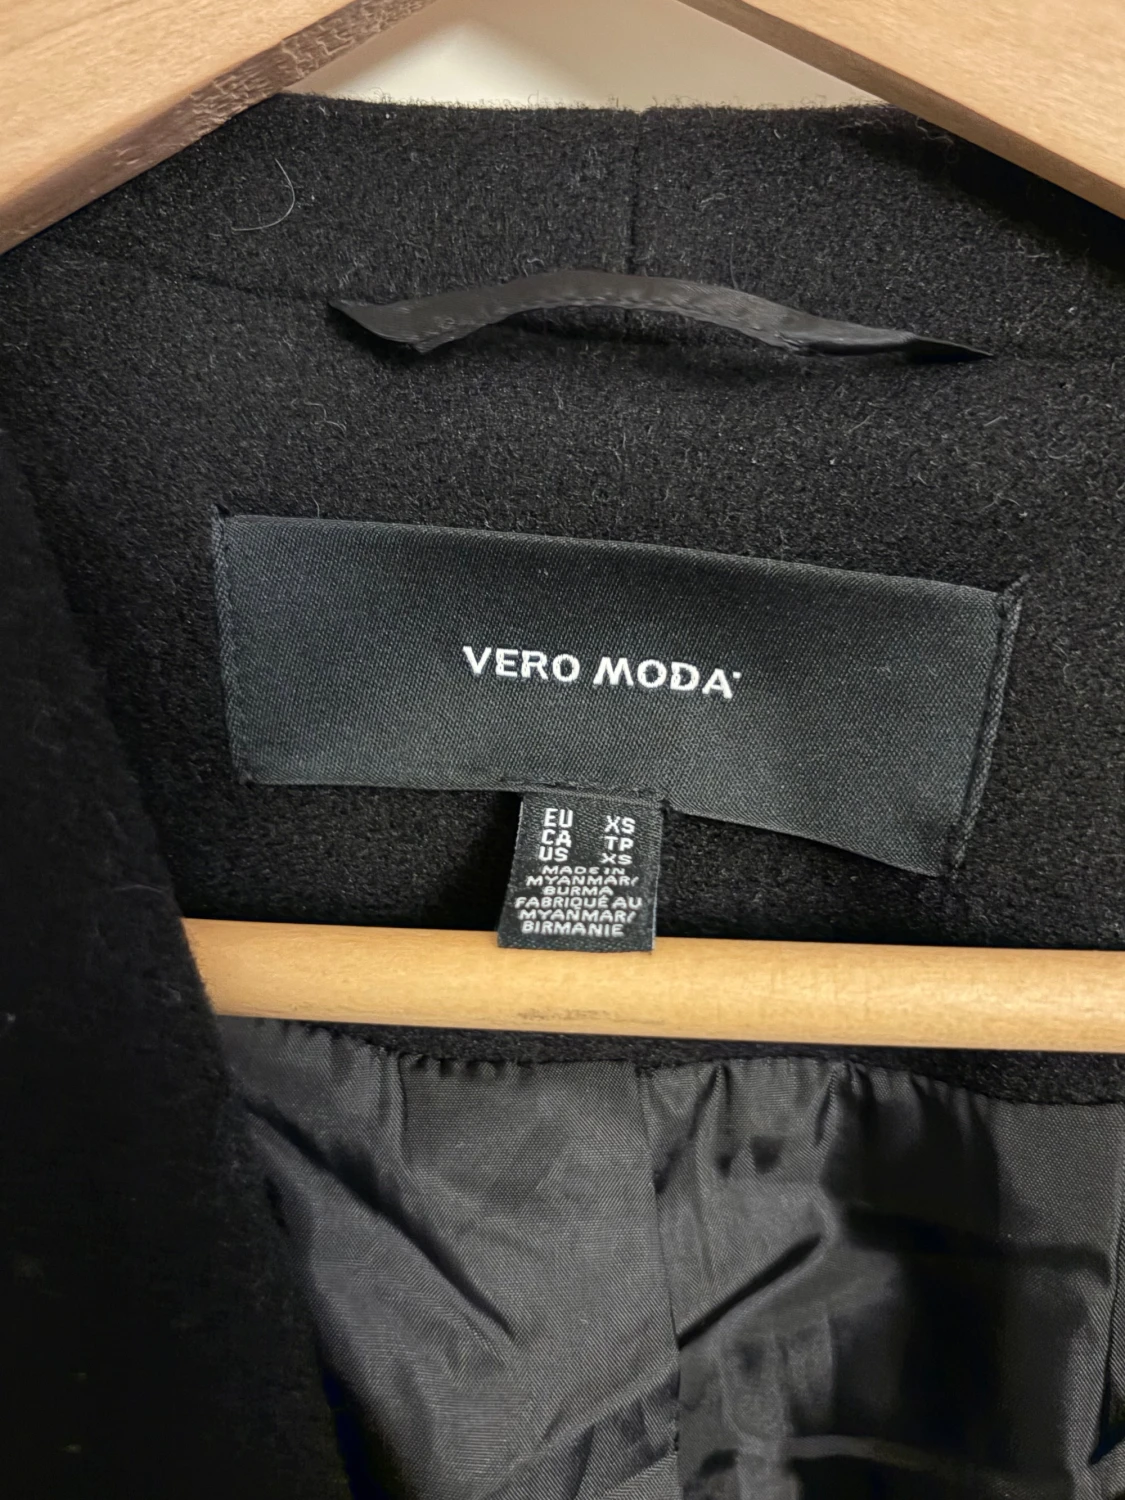 VERO MODA
EU XS
CA TP
US XS
MADE IN
MYANMAR/
BURMA
FABRIQUÉ AU
MYANMAR/
BIRMANIE